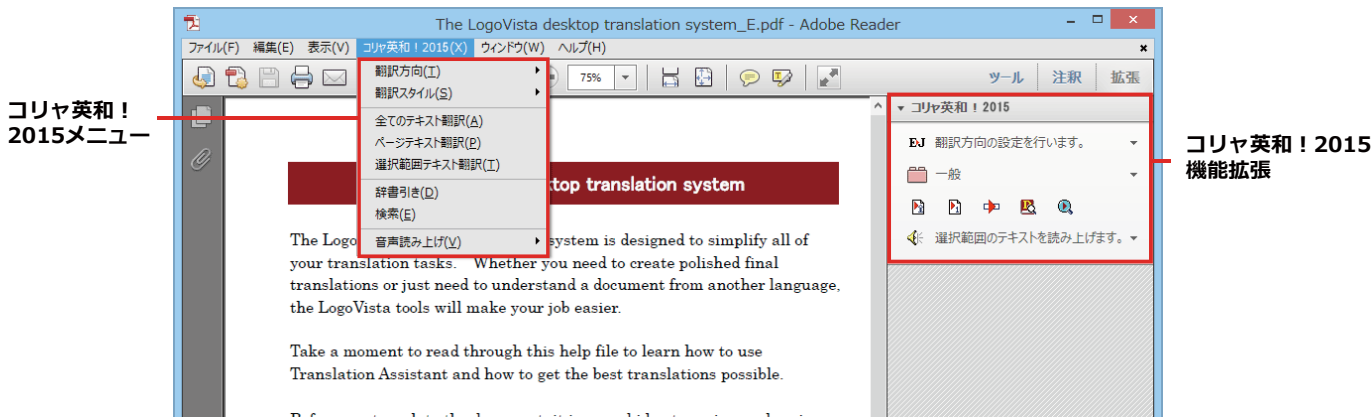 The LogoVista desktop translation system_E.pdf - Adobe Reader
ファイル(F) 編集(E) 表示(V) コリャ英和！2015(X) ウィンドウ(W) ヘルプ(H)
75%
ツール 注釈 拡張
コリャ英和！
2015メニュー
翻訳方向(T)
翻訳スタイル(S)
全てのテキスト翻訳(A)
ページテキスト翻訳(P)
選択範囲テキスト翻訳(T)
辞書引き(D)
検索(E)
音声読み上げ(V)
コリャ英和！2015
翻訳方向の設定を行います。
一般
選択範囲のテキストを読み上げます。
コリャ英和！2015
機能拡張
top translation system
The Logo system is designed to simplify all of
your translation tasks. Whether you need to create polished final
translations or just need to understand a document from another language,
the LogoVista tools will make your job easier.
Take a moment to read through this help file to learn how to use
Translation Assistant and how to get the best translations possible.